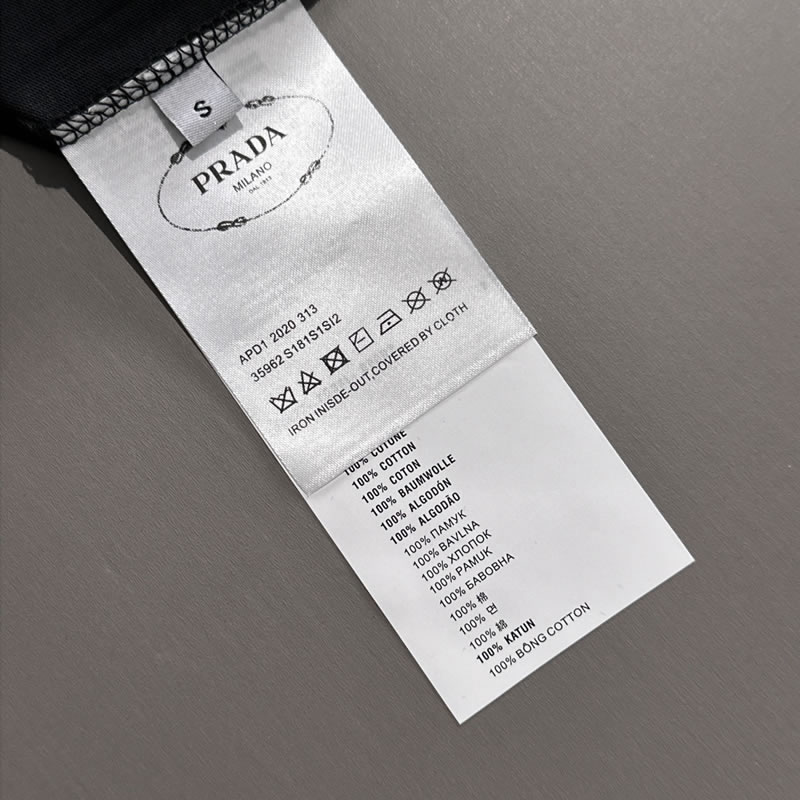 S
PRADA
MILANO
DAL 1913
APD1 2020 313
35962 S181S1SI2
IRON INISDE-OUT,COVERED BY CLOTH
100% COTONE
100% COTTON
100% COTON
100% BAUMWOLLE
100% ALGODÓN
100% ALGODÃO
100% ПАМУК
100% BAVLNA
100% ХЛОПОК
100% PAMUK
100% БАВОВНА
100% 棉
100% 면
100% 綿
100% KATUN
100% BÔNG COTTON